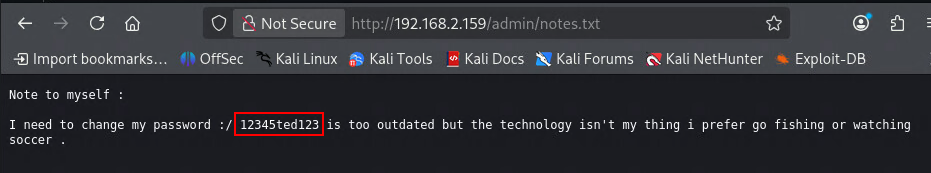 Not Secure http://192.168.2.159/admin/notes.txt
Import bookmarks... OffSec Kali Linux Kali Tools Kali Docs Kali Forums Kali NetHunter Exploit-DB
Note to myself :
I need to change my password :/ 12345ted123 is too outdated but the technology isn't my thing i prefer go fishing or watching
soccer .